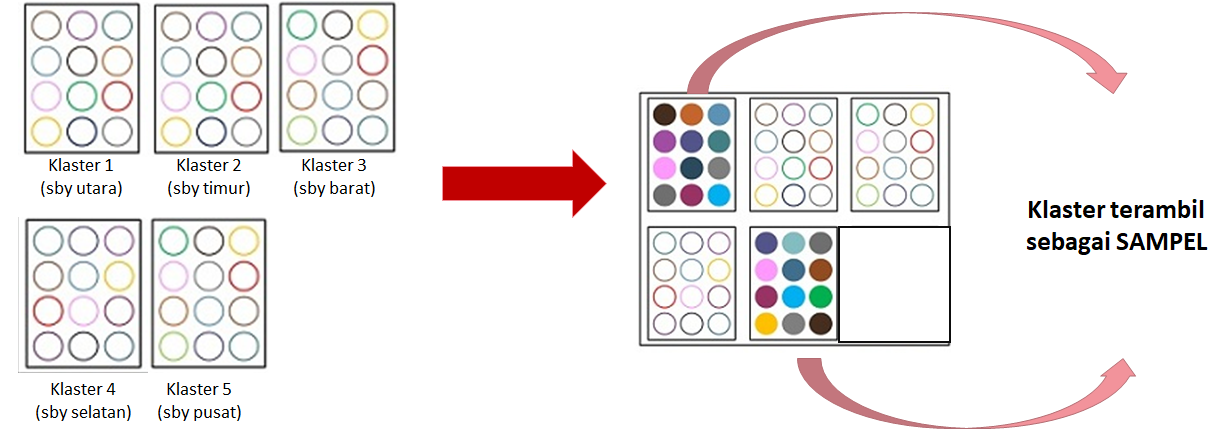 Klaster 1
(sby utara)
Klaster 2
(sby timur)
Klaster 3
(sby barat)
Klaster 4
(sby selatan)
Klaster 5
(sby pusat)
Klaster terambil
sebagai SAMPEL